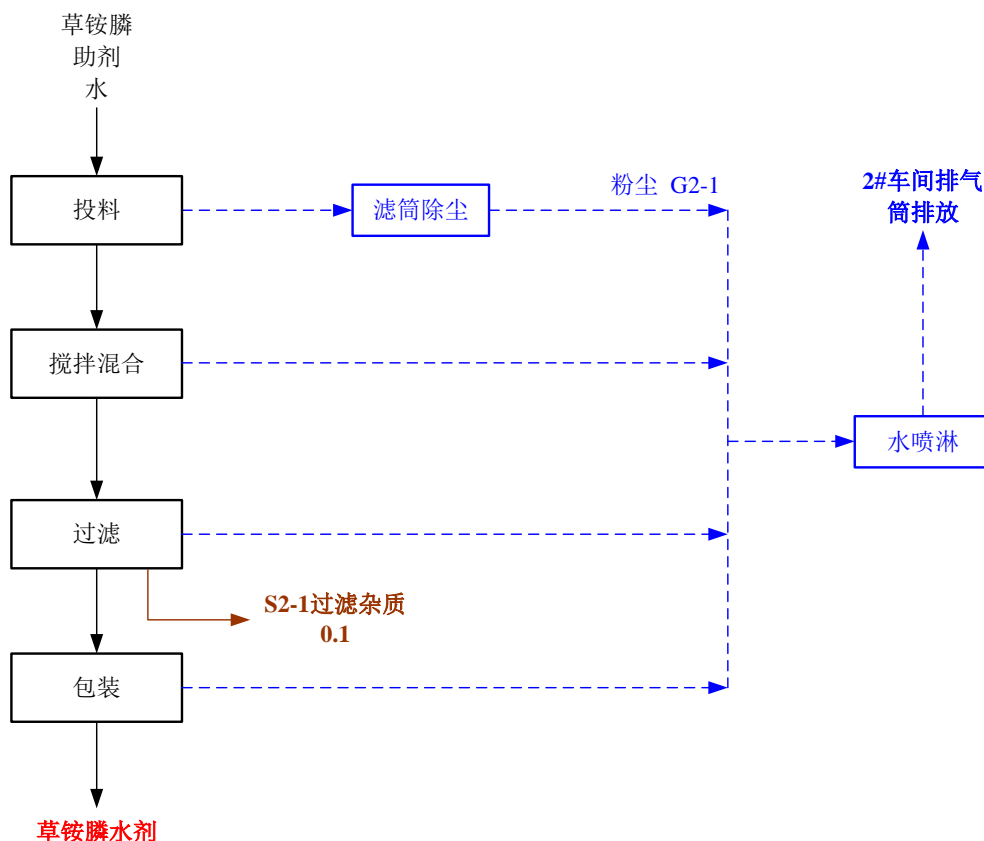 草铵膦
助剂
水
投料
滤筒除尘
粉尘 G2-1
2#车间排气
筒排放
搅拌混合
水喷淋
过滤
S2-1过滤杂质
0.1
包装
草铵膦水剂